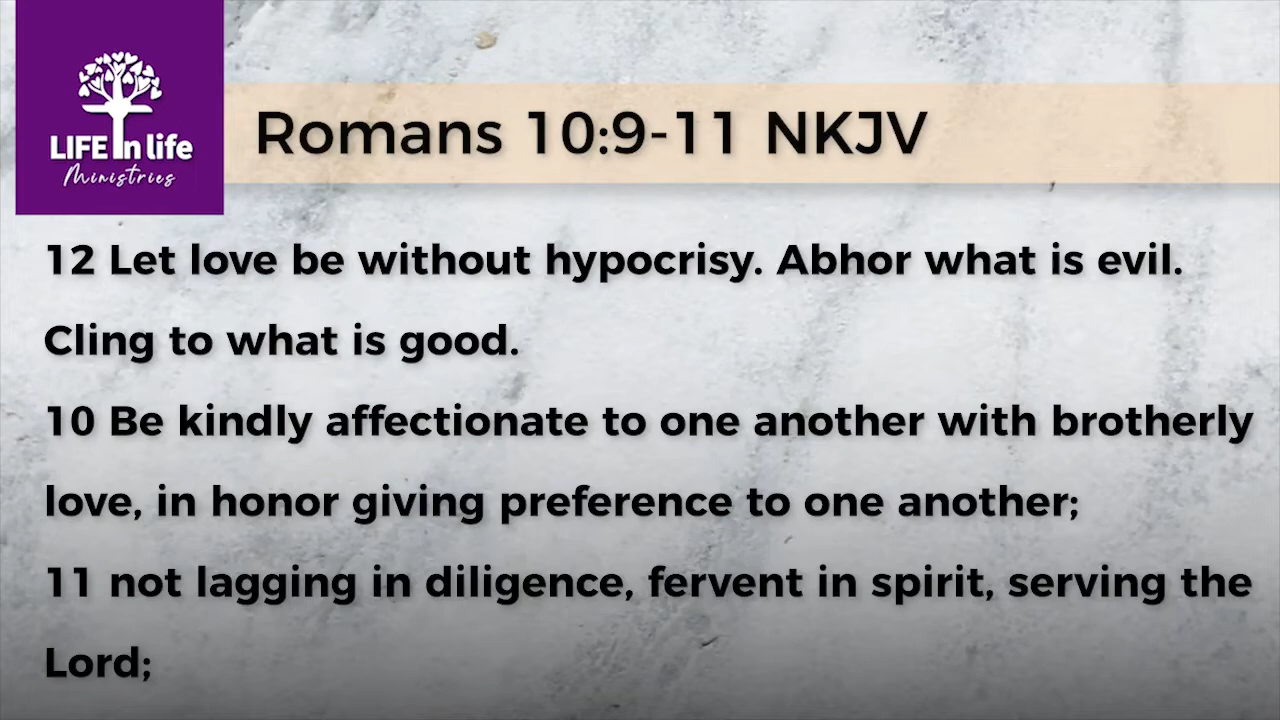 LIFE In life
Ministries
Romans 10:9-11 NKJV
12 Let love be without hypocrisy. Abhor what is evil.
Cling to what is good.
10 Be kindly affectionate to one another with brotherly
love, in honor giving preference to one another;
11 not lagging in diligence, fervent in spirit, serving the
Lord;